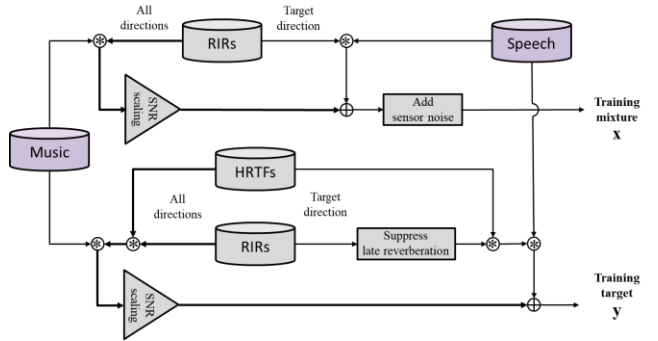 All
directions
Target
direction
RIRs
Speech
SNR
scaling
Add
sensor noise
Training
mixture
x
Music
HRTFs
All
directions
Target
direction
RIRs
Suppress
late reverberation
SNR
scaling
Training
target
y